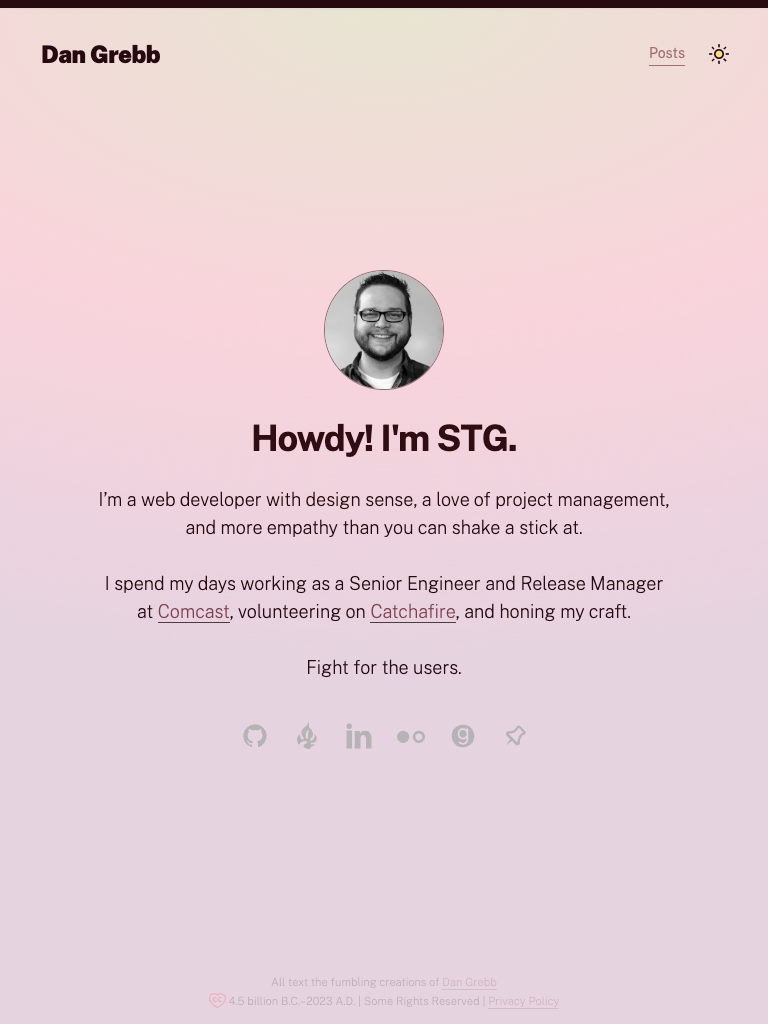 Dan Grebb
Posts
Howdy! I'm STG.
I’m a web developer with design sense, a love of project management,
and more empathy than you can shake a stick at.
I spend my days working as a Senior Engineer and Release Manager
at Comcast, volunteering on Catchafire, and honing my craft.
Fight for the users.
All text the fumbling creations of Dan Grebb
4.5 billion B.C.–2023 A.D. | Some Rights Reserved | Privacy Policy